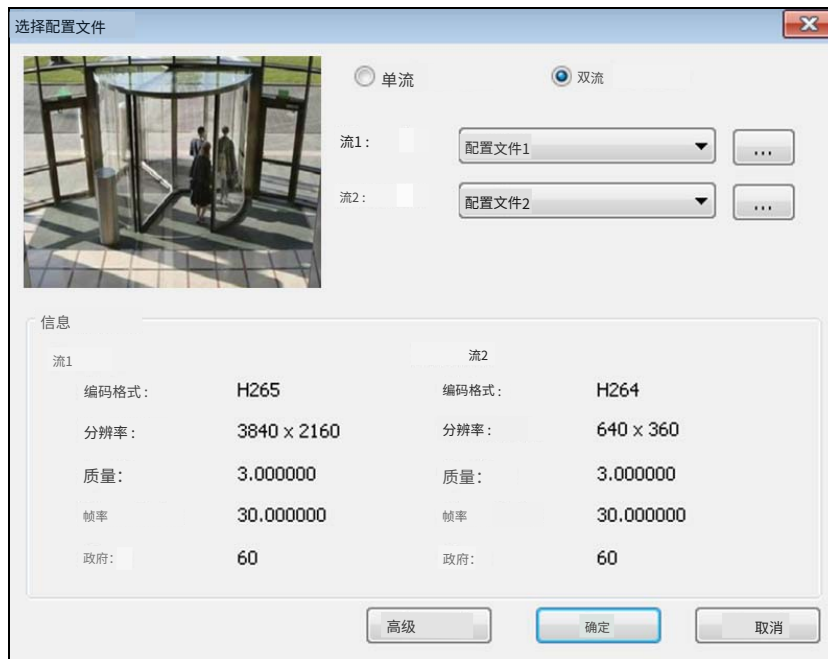 选择配置文件
单流
双流
流1:
配置文件1
...
流2:
配置文件2
...
信息
流1
流2
编码格式:
H265
编码格式:
H264
分辨率:
3840 x 2160
分辨率:
640 x 360
质量:
3.000000
质量:
3.000000
帧率
30.000000
帧率
30.000000
政府:
60
政府:
60
高级
确定
取消